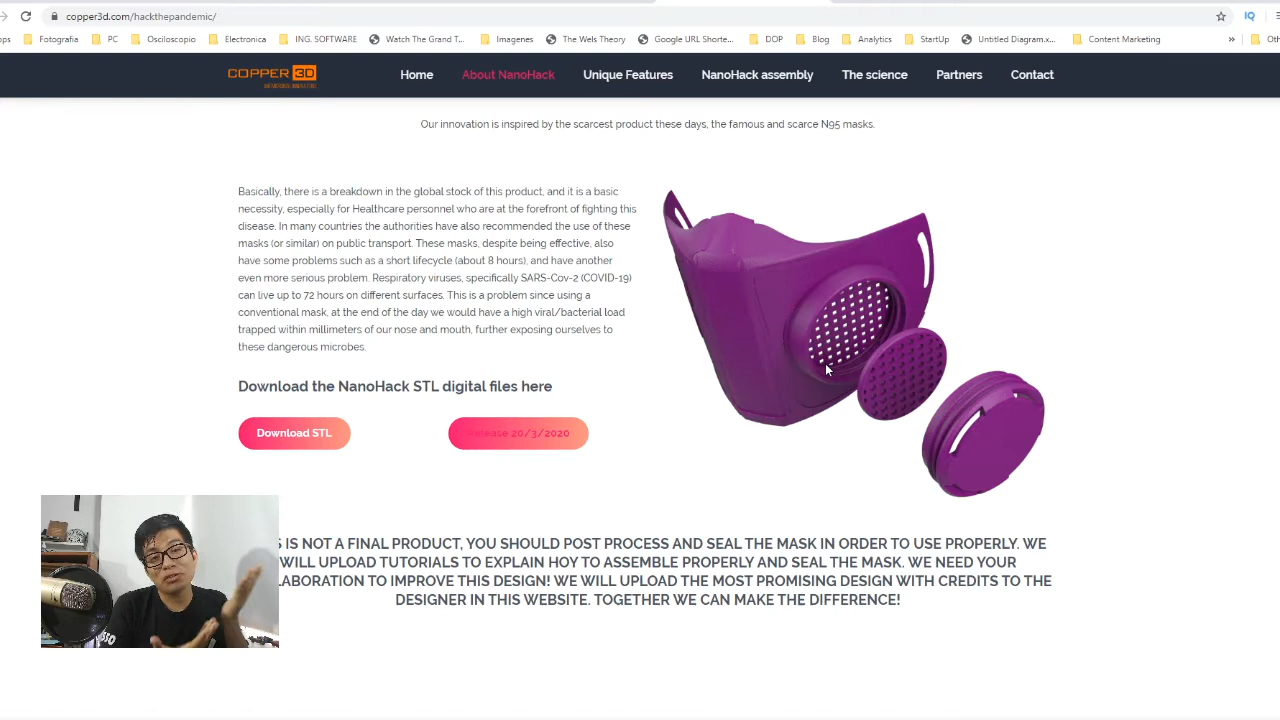 copper3d.com/hackthepandemic/
IQ
Fotografia PC Osciloscopio Electronica ING. SOFTWARE Watch The Grand T... Imagenes The Wels Theory Google URL Shorte... DOP Blog Analytics StartUp Untitled Diagram.x... Content Marketing »
COPPER 3D
Home About NanoHack Unique Features NanoHack assembly The science Partners Contact
Our innovation is inspired by the scarcest product these days, the famous and scarce N95 masks.
Basically, there is a breakdown in the global stock of this product, and it is a basic
necessity, especially for Healthcare personnel who are at the forefront of fighting this
disease. In many countries the authorities have also recommended the use of these
masks (or similar) on public transport. These masks, despite being effective, also
have some problems such as a short lifecycle (about 8 hours), and have another
even more serious problem. Respiratory viruses, specifically SARS-Cov-2 (COVID-19)
can live up to 72 hours on different surfaces. This is a problem since using a
conventional mask, at the end of the day we would have a high viral/bacterial load
trapped within millimeters of our nose and mouth, further exposing ourselves to
these dangerous microbes.
Download the NanoHack STL digital files here
Download STL
Release 20/3/2020
S IS NOT A FINAL PRODUCT, YOU SHOULD POST PROCESS AND SEAL THE MASK IN ORDER TO USE PROPERLY. WE
WILL UPLOAD TUTORIALS TO EXPLAIN HOY TO ASSEMBLE PROPERLY AND SEAL THE MASK. WE NEED YOUR
LABORATION TO IMPROVE THIS DESIGN! WE WILL UPLOAD THE MOST PROMISING DESIGN WITH CREDITS TO THE
DESIGNER IN THIS WEBSITE. TOGETHER WE CAN MAKE THE DIFFERENCE!